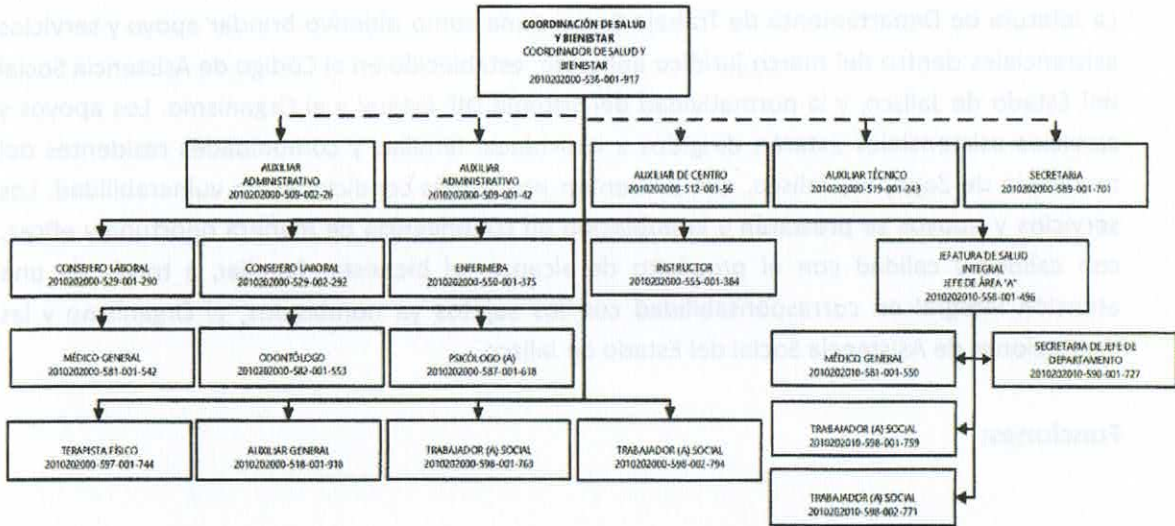 COORDINACIÓN DE SALUD
Y BIENESTAR
COORDINADOR DE SALUD Y
BIENESTAR
2010202000-536-001-917
AUXILIAR
ADMINISTRATIVO
2010202000-509-002-26
AUXILIAR
ADMINISTRATIVO
2010202000-509-001-42
AUXILIAR DE CENTRO
2010202000-512-001-56
AUXILIAR TÉCNICO
2010202000-519-001-243
SECRETARIA
2010202000-589-001-701
CONSEJERO LABORAL
2010202000-529-001-290
CONSEJERO LABORAL
2010202000-529-002-292
ENFERMERA
2010202000-550-001-375
INSTRUCTOR
2010202000-555-001-384
JEFATURA DE SALUD
INTEGRAL
JEFE DE ÁREA "A"
2010202010-558-011-496
MÉDICO GENERAL
2010202000-581-001-542
ODONTÓLOGO
2010202000-582-001-553
PSICÓLOGO (A)
2010202000-587-001-618
MÉDICO GENERAL
2010202010-581-001-550
SECRETARIA DE JEFE DE
DEPARTAMENTO
2010202010-590-001-727
TERAPISTA FÍSICO
2010202000-597-001-744
AUXILIAR GENERAL
2010202000-518-001-918
TRABAJADOR (A) SOCIAL
2010202000-598-001-763
TRABAJADOR (A) SOCIAL
2010202000-598-002-794
TRABAJADOR (A) SOCIAL
2010202010-598-001-759
TRABAJADOR (A) SOCIAL
2010202010-598-002-771